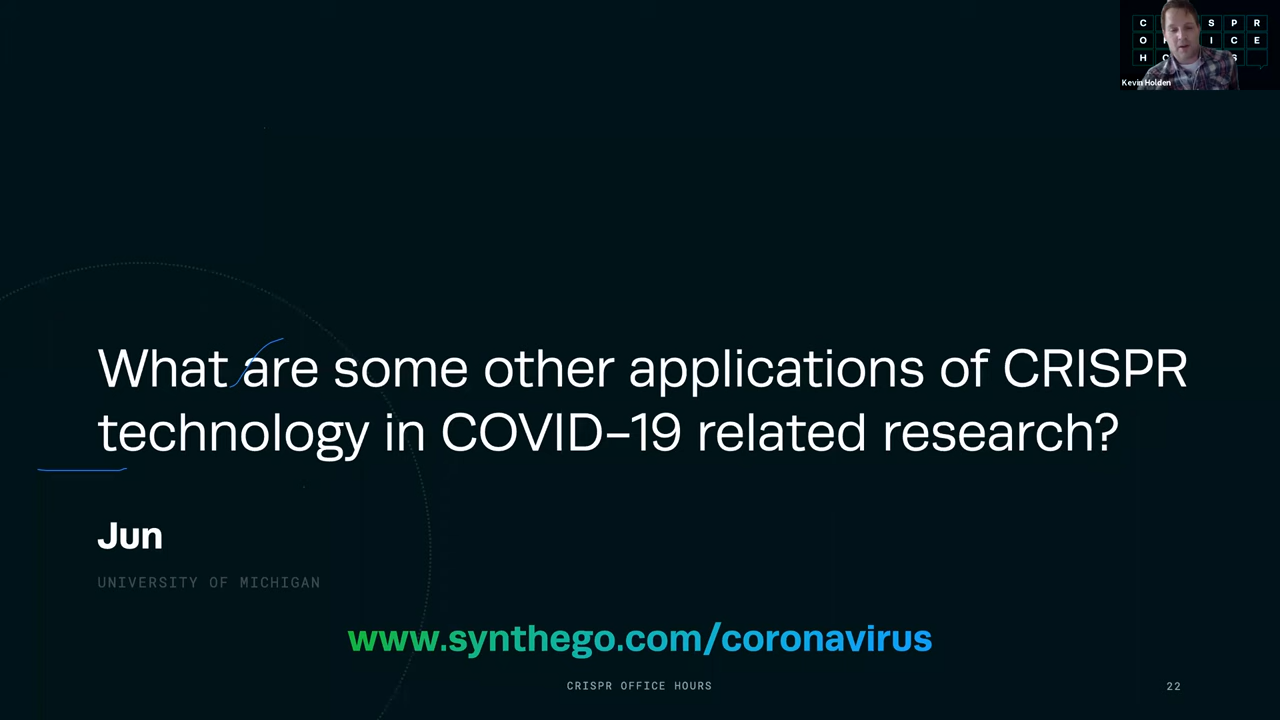 C S P R
O I C E
H S
Kevin Holden
What are some other applications of CRISPR
technology in COVID–19 related research?
Jun
UNIVERSITY OF MICHIGAN
www.synthego.com/coronavirus
CRISPR OFFICE HOURS
22